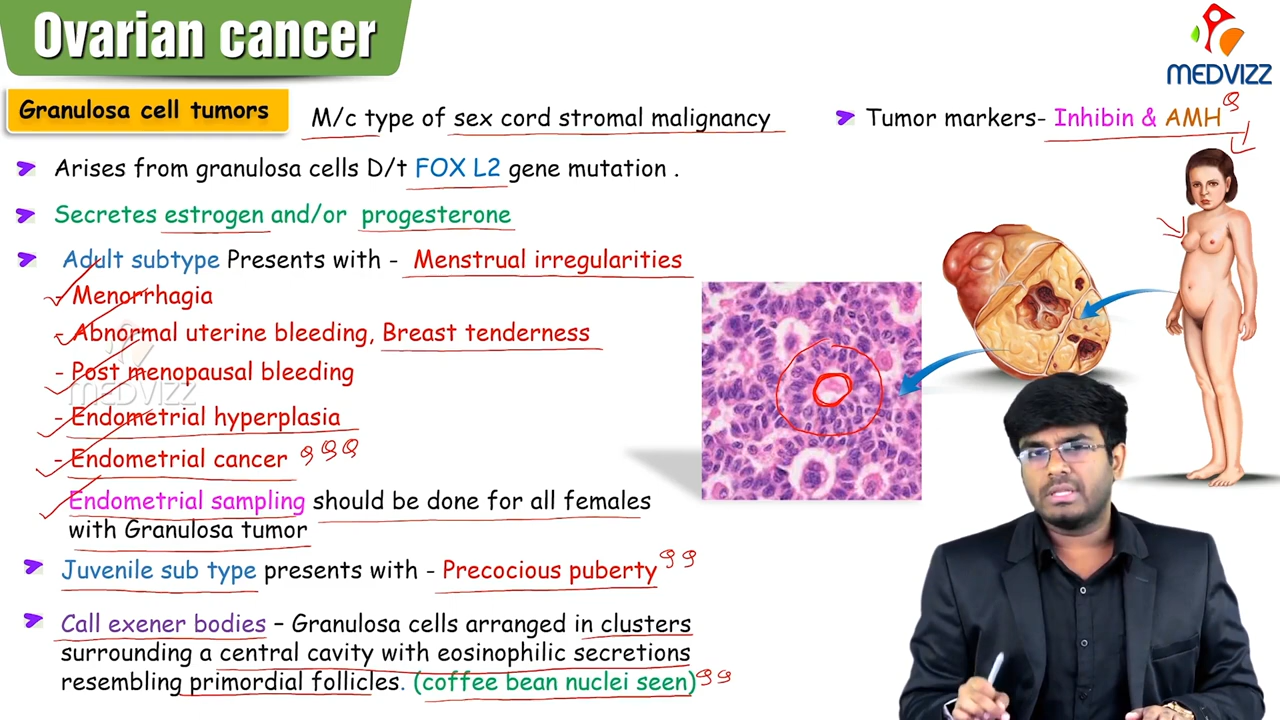 Ovarian cancer
MEDVIZZ
Granulosa cell tumors
M/c type of sex cord stromal malignancy
Tumor markers- Inhibin & AMH
Arises from granulosa cells D/t FOX L2 gene mutation .
Secretes estrogen and/or progesterone
Adult subtype Presents with - Menstrual irregularities
- Menorrhagia
- Abnormal uterine bleeding, Breast tenderness
- Post menopausal bleeding
MEDVIZZ
- Endometrial hyperplasia
- Endometrial cancer
Endometrial sampling should be done for all females
with Granulosa tumor
Juvenile sub type presents with - Precocious puberty
Call exener bodies – Granulosa cells arranged in clusters
surrounding a central cavity with eosinophilic secretions
resembling primordial follicles. (coffee bean nuclei seen)